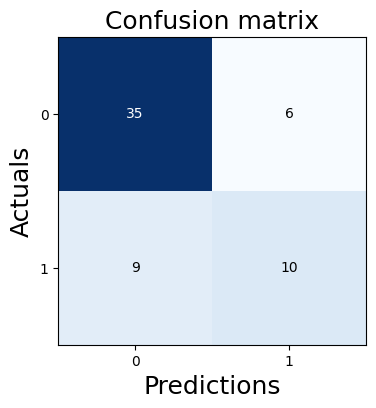 Confusion matrix
Actuals
0
35
6
1
9
10
0
1
Predictions